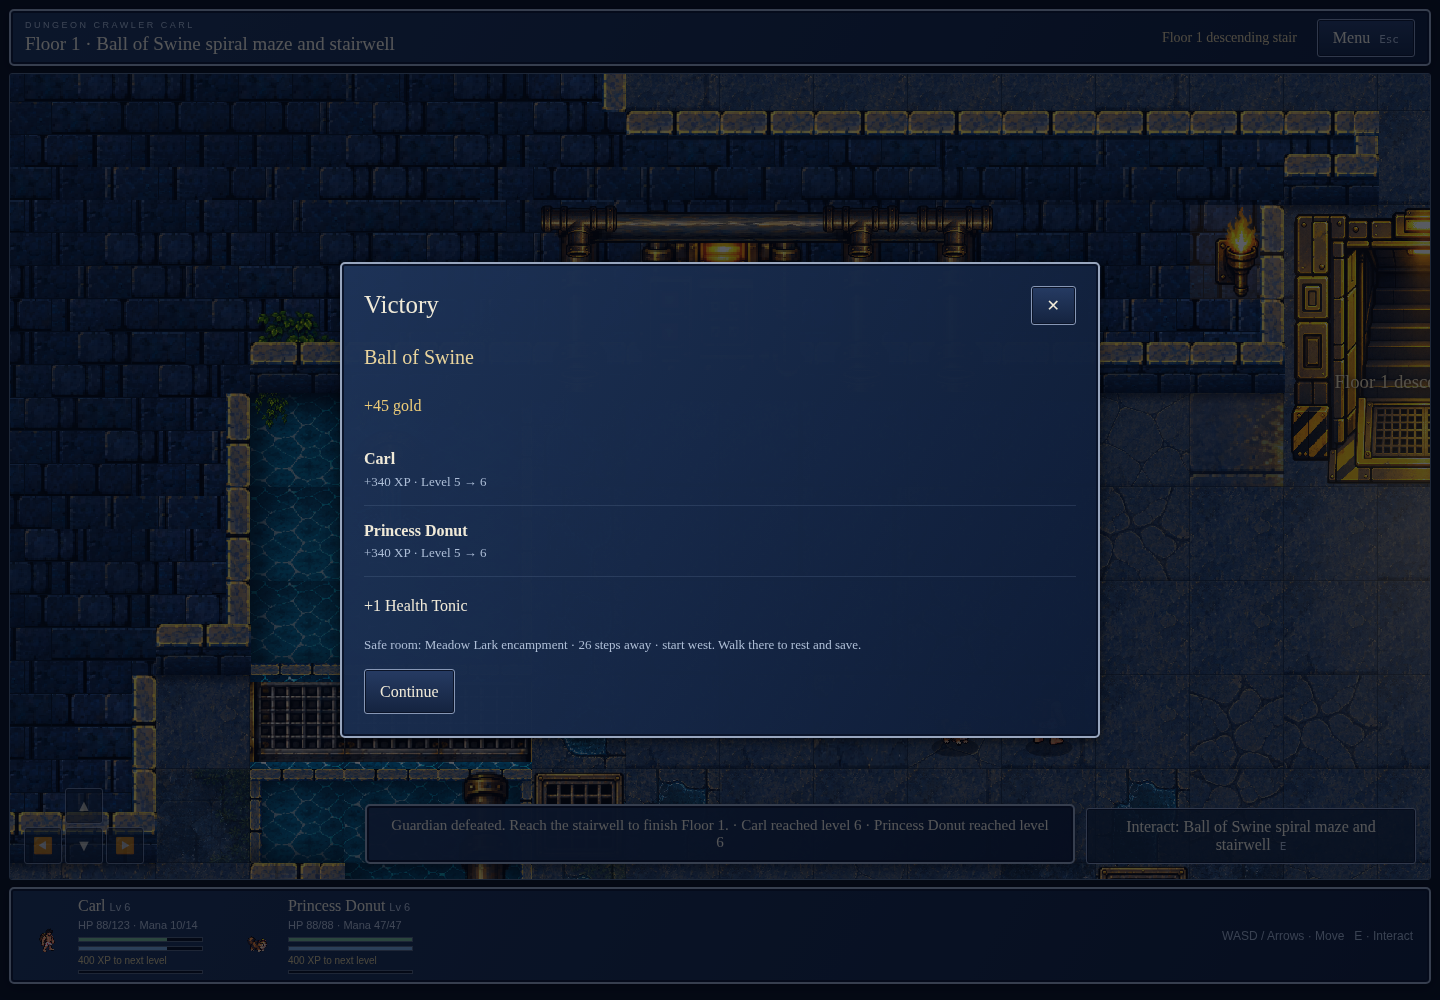 DUNGEON CRAWLER CARL
Floor 1 · Ball of Swine spiral maze and stairwell
Floor 1 descending stair
Menu Esc
Victory
✕
Ball of Swine
+45 gold
Carl
+340 XP · Level 5 → 6
Princess Donut
+340 XP · Level 5 → 6
+1 Health Tonic
Safe room: Meadow Lark encampment · 26 steps away · start west. Walk there to rest and save.
Continue
Floor 1 desce
Guardian defeated. Reach the stairwell to finish Floor 1. · Carl reached level 6 · Princess Donut reached level
6
Interact: Ball of Swine spiral maze and
stairwell E
Carl Lv 6
HP 88/123 · Mana 10/14
400 XP to next level
Princess Donut Lv 6
HP 88/88 · Mana 47/47
400 XP to next level
WASD / Arrows · Move E · Interact